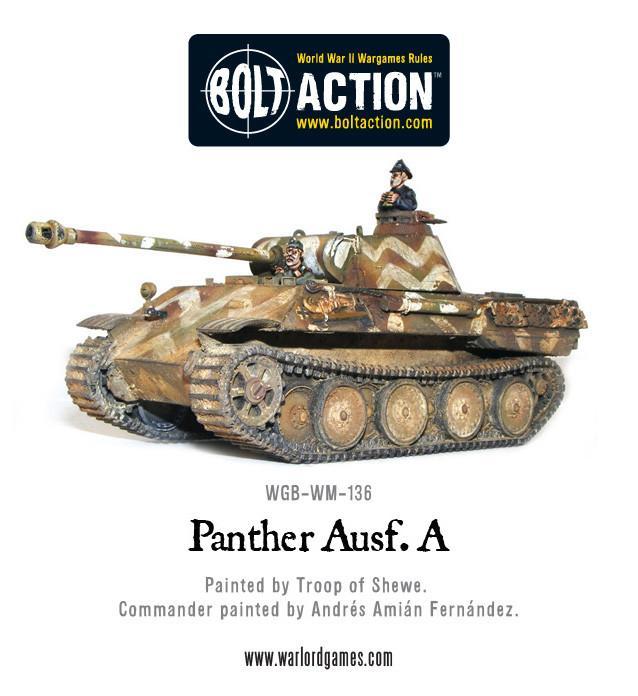 World War II Wargames Rules
BOLT ACTION™
www.boltaction.com
WGB-WM-136
Panther Ausf. A
Painted by Troop of Shewe.
Commander painted by Andrés Amián Fernández.
www.warlordgames.com